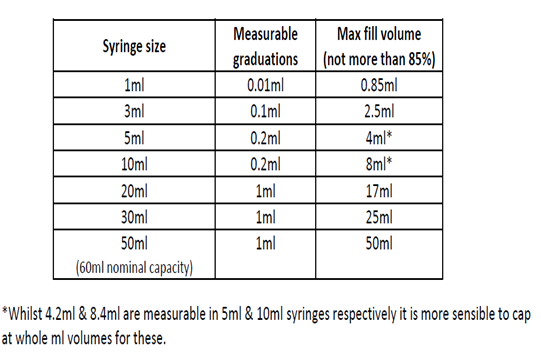 Syringe size Measurable graduations Max fill volume (not more than 85%)
1ml 0.01ml 0.85ml
3ml 0.1ml 2.5ml
5ml 0.2ml 4ml*
10ml 0.2ml 8ml*
20ml 1ml 17ml
30ml 1ml 25ml
50ml 1ml 50ml
(60ml nominal capacity)
*Whilst 4.2ml & 8.4ml are measurable in 5ml & 10ml syringes respectively it is more sensible to cap
at whole ml volumes for these.